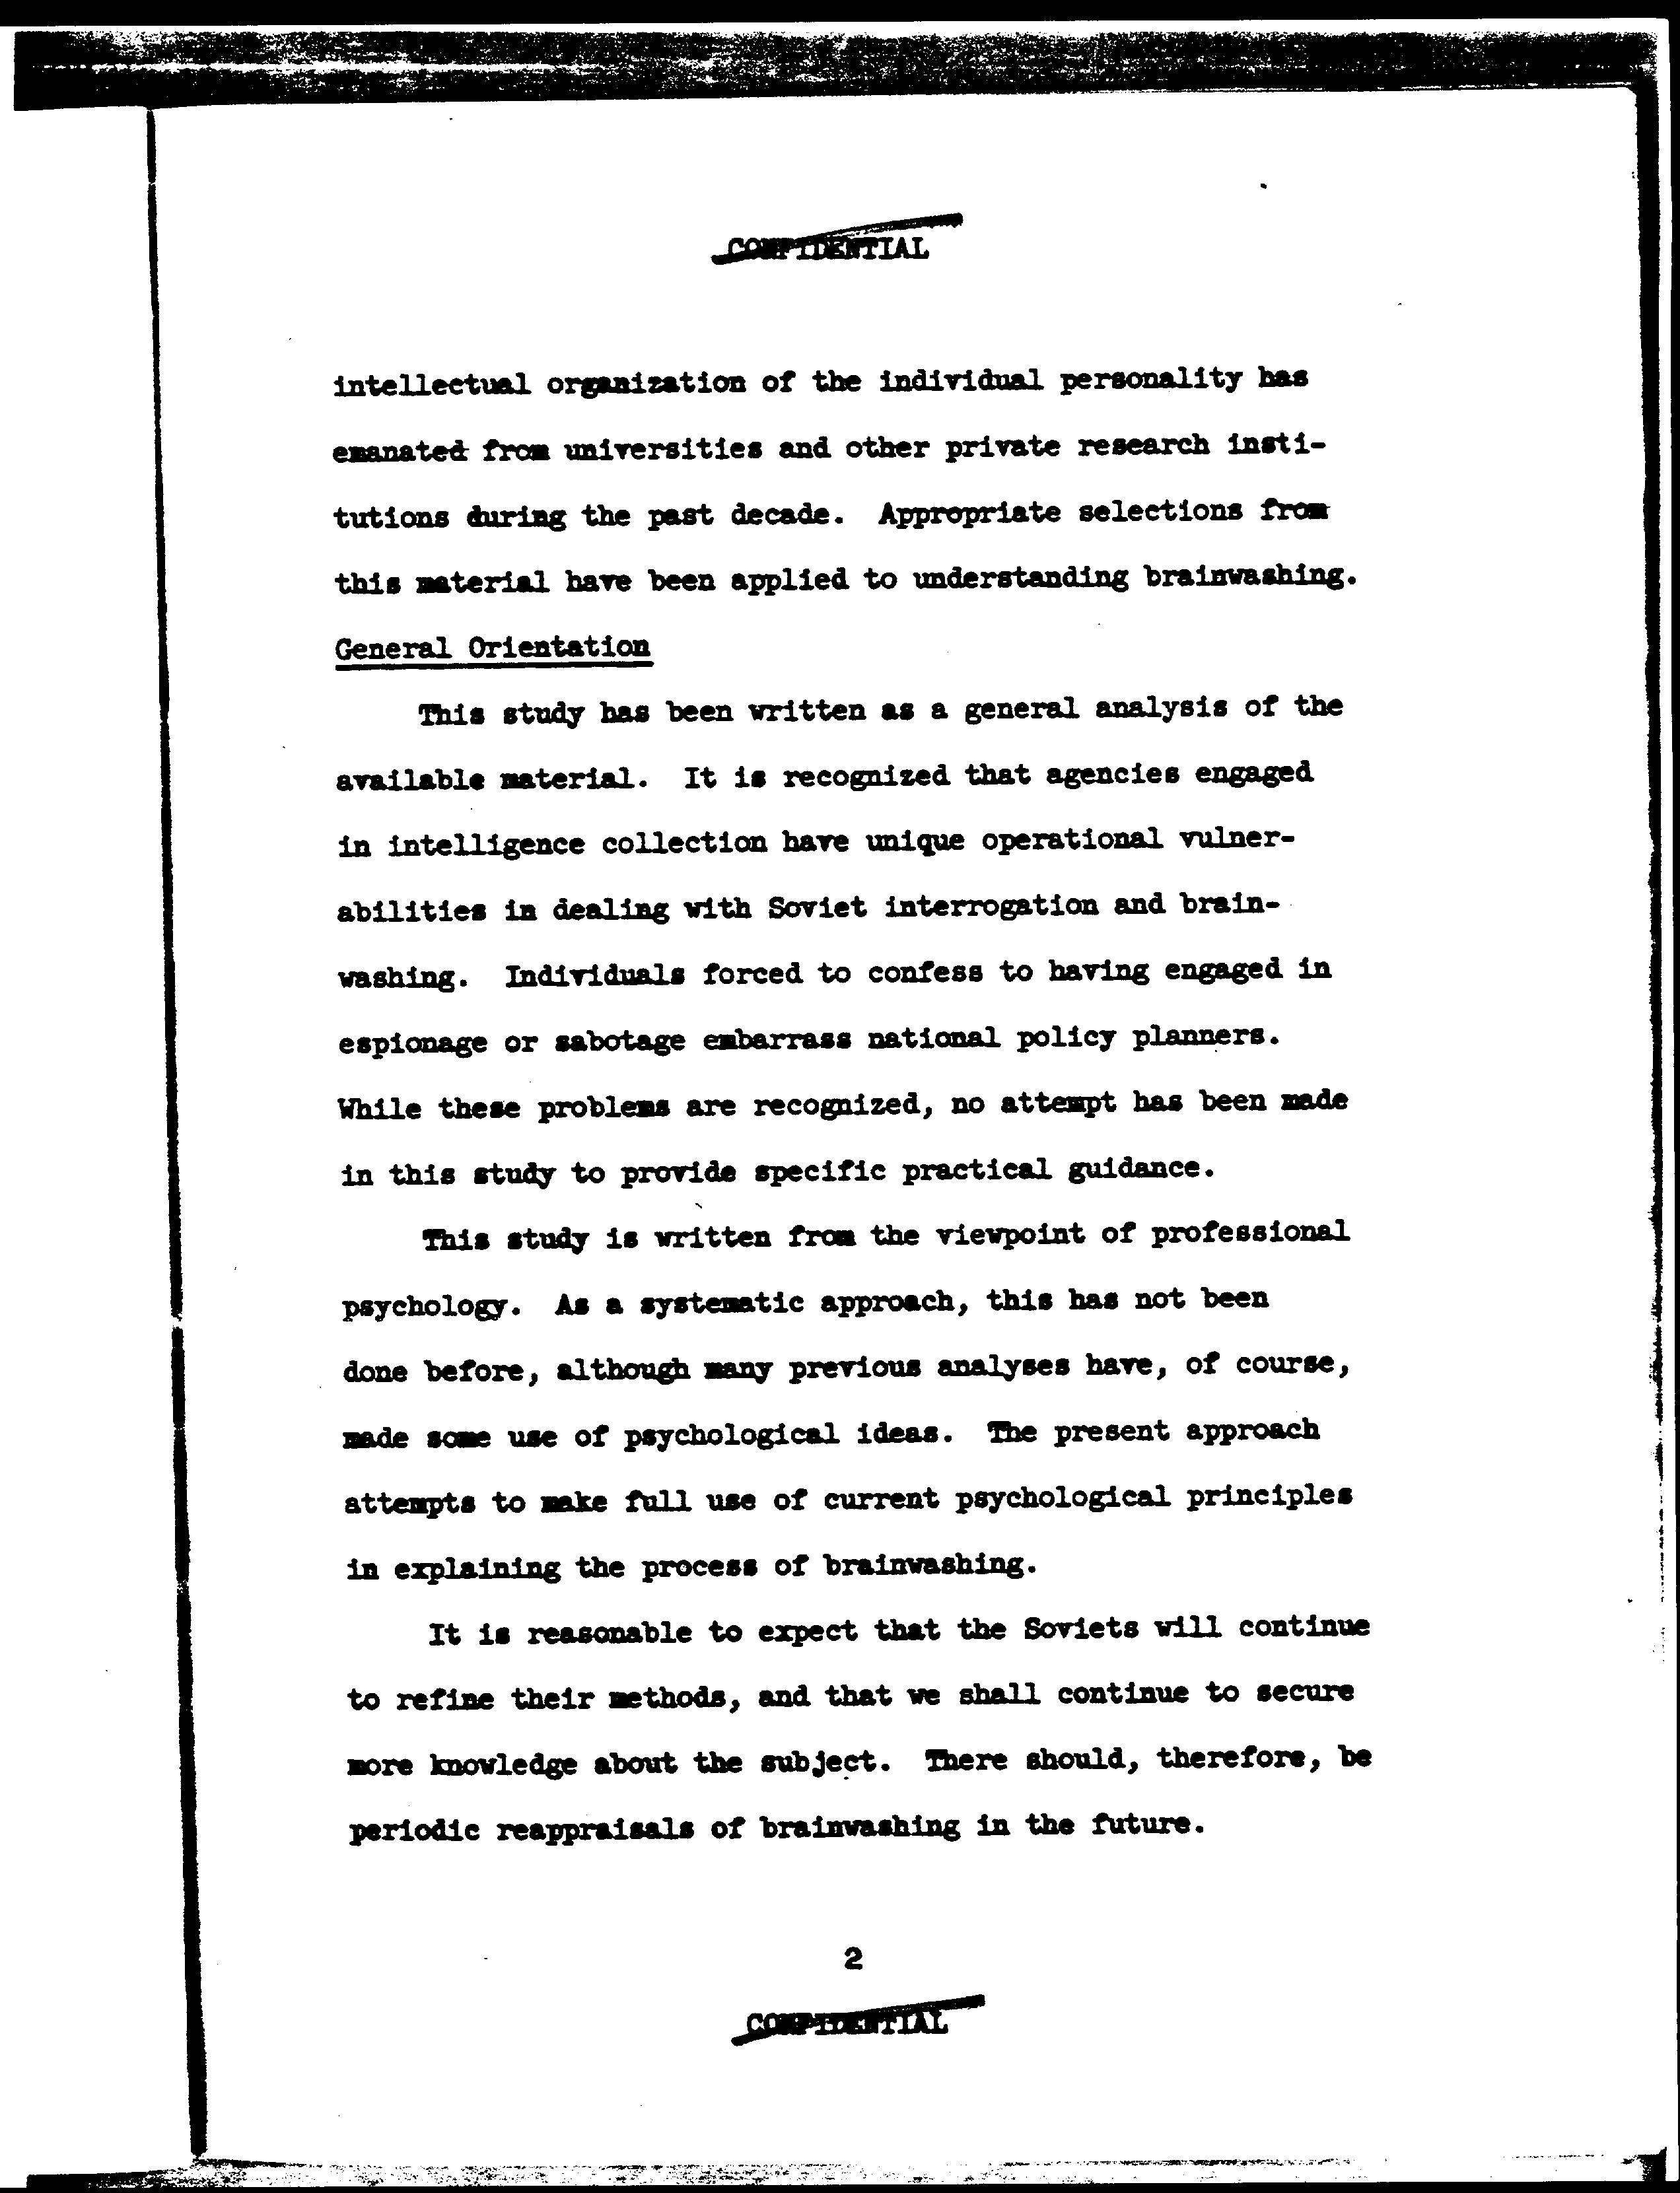 CONFIDENTIAL
intellectual organization of the individual personality has
emanated from universities and other private research insti-
tutions during the past decade.  Appropriate selections from
this material have been applied to understanding brainwashing.
General Orientation
This study has been written as a general analysis of the
available material.  It is recognized that agencies engaged
in intelligence collection have unique operational vulner-
abilities in dealing with Soviet interrogation and brain-
washing.  Individuals forced to confess to having engaged in
espionage or sabotage embarrass national policy planners.
While these problems are recognized, no attempt has been made
in this study to provide specific practical guidance.
This study is written from the viewpoint of professional
psychology.  As a systematic approach, this has not been
done before, although many previous analyses have, of course,
made some use of psychological ideas.  The present approach
attempts to make full use of current psychological principles
in explaining the process of brainwashing.
It is reasonable to expect that the Soviets will continue
to refine their methods, and that we shall continue to secure
more knowledge about the subject.  There should, therefore, be
periodic reappraisals of brainwashing in the future.
2
CONFIDENTIAL